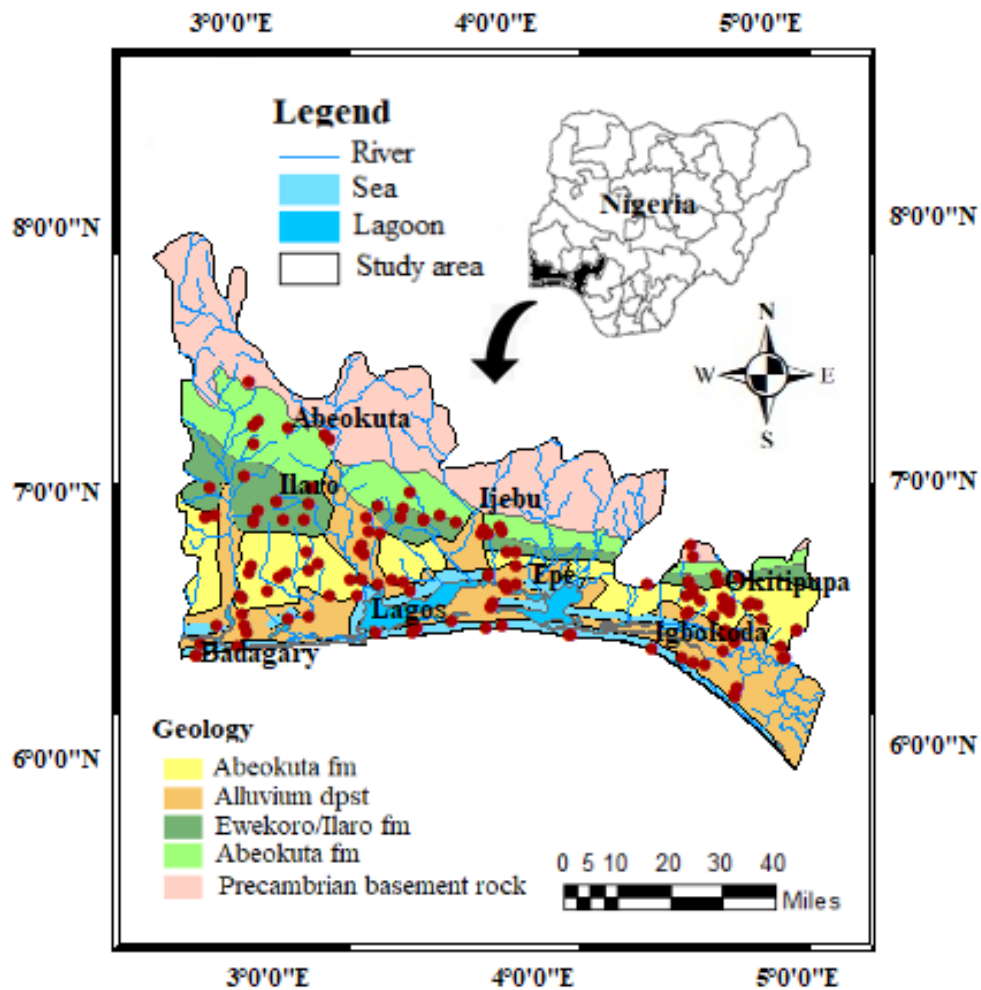 3°0'0"E 4°0'0"E 5°0'0"E
Legend
River
Sea
Lagoon
Study area
Nigeria
8°0'0"N 8°0'0"N
N
W E
S
Abeokuta
7°0'0"N 7°0'0"N
Ilaro
Ijebu
Epe
Okitipupa
Lagos
Igbokoda
Badagary
Geology
6°0'0"N 6°0'0"N
Abeokuta fm
Alluvium dpst
Ewekoro/Ilaro fm
Abeokuta fm
Precambrian basement rock
0 5 10 20 30 40
Miles
3°0'0"E 4°0'0"E 5°0'0"E